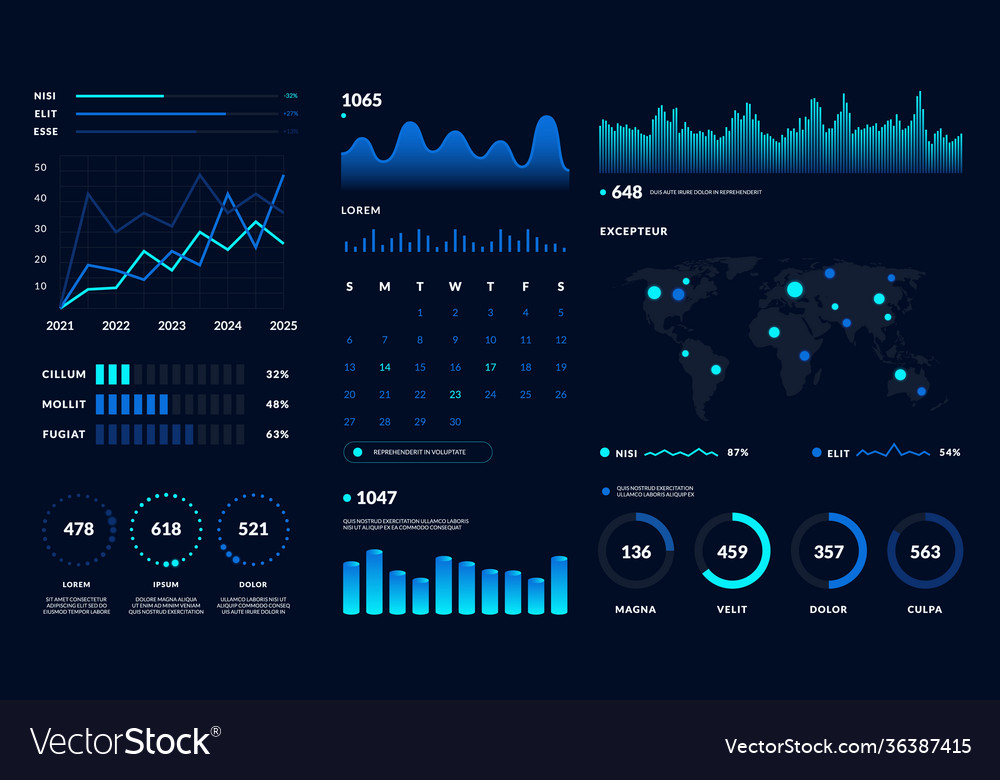 NISI -32%
ELIT +27%
ESSE +13%
50
40
30
20
10
2021 2022 2023 2024 2025
CILLUM 32%
MOLLIT 48%
FUGIAT 63%
478 618 521
LOREM IPSUM DOLOR
SIT AMET CONSECTETUR
ADIPISCING ELIT SED DO
EIUSMOD TEMPOR LABORE
DOLORE MAGNA ALIQUA
UT ENIM AD MINIM VENIAM
QUIS NOSTRUD EXERCITATION
ULLAMCO LABORIS NISI UT
ALIQUIP COMMODO CONSEQ
UIS AUTE IRURE DOLOR IN
1065
LOREM
S M T W T F S
1 2 3 4 5
6 7 8 9 10 11 12
13 14 15 16 17 18 19
20 21 22 23 24 25 26
27 28 29 30
REPREHENDERIT IN VOLUPTATE
1047
QUIS NOSTRUD EXERCITATION ULLAMCO LABORIS
NISI UT ALIQUIP EX EA COMMODO CONSEQUAT
648 DUIS AUTE IRURE DOLOR IN REPREHENDERIT
EXCEPTEUR
NISI 87% ELIT 54%
QUIS NOSTRUD EXERCITATION
ULLAMCO LABORIS ALIQUIP EX
136 459 357 563
MAGNA VELIT DOLOR CULPA
VectorStock®
VectorStock.com/36387415